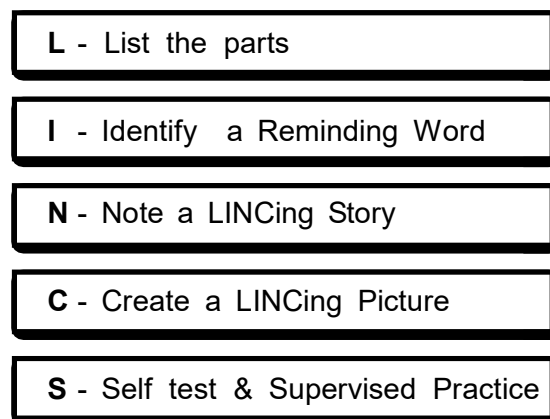 L - List the parts
I - Identify a Reminding Word
N - Note a LINCing Story
C - Create a LINCing Picture
S - Self test & Supervised Practice